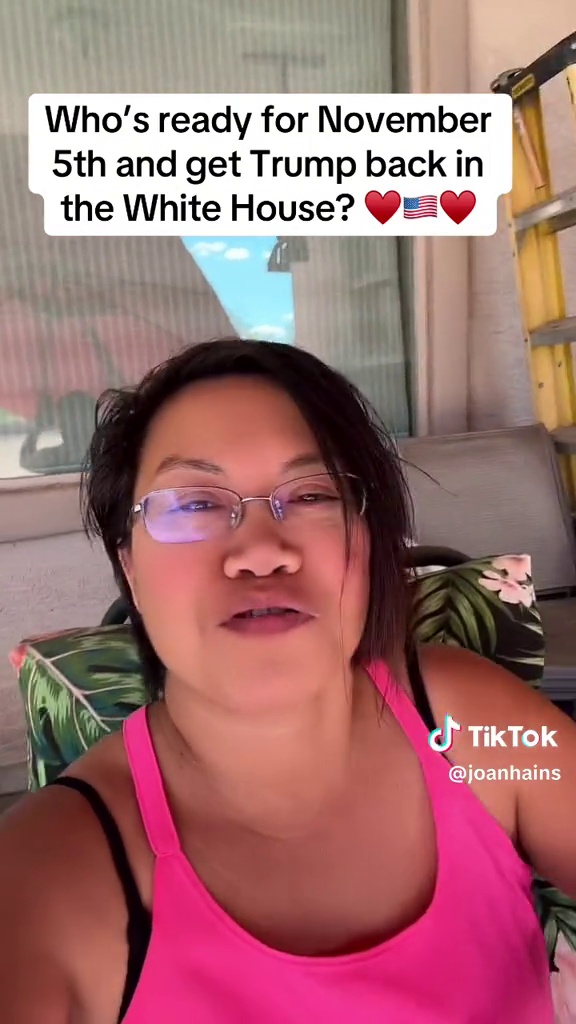 Who's ready for November
5th and get Trump back in
the White House? ♥️🇺🇸♥️
TikTok
@joanhains